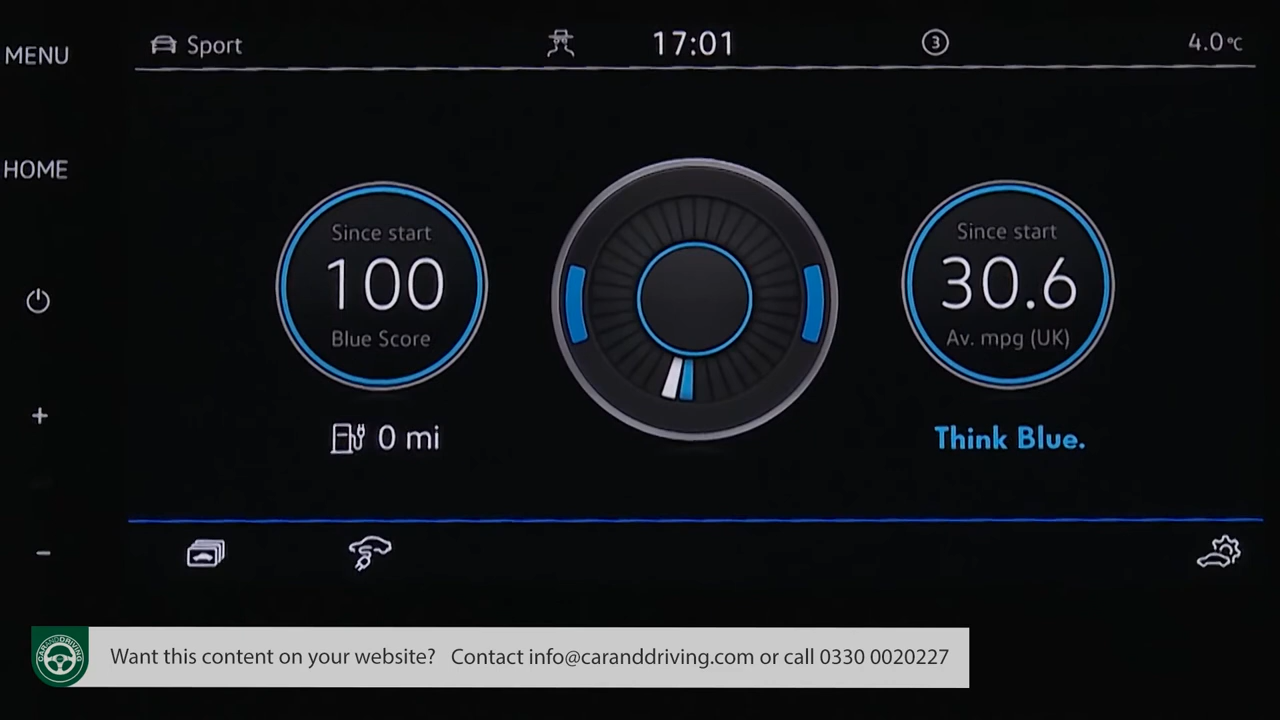 MENU
Sport
17:01
3
4.0°C
HOME
Since start
100
Blue Score
Since start
30.6
Av. mpg (UK)
0 mi
Think Blue.
+
-
CARANDDRIVING
Want this content on your website? Contact info@caranddriving.com or call 0330 0020227